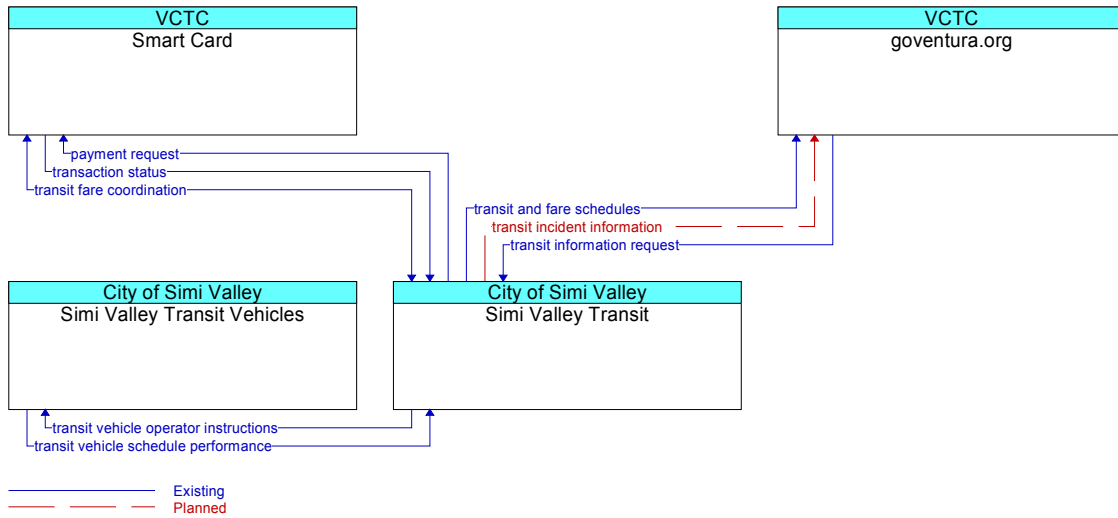 VCTC
Smart Card
VCTC
goventura.org
payment request
transaction status
transit fare coordination
transit and fare schedules
transit incident information
transit information request
City of Simi Valley
Simi Valley Transit Vehicles
City of Simi Valley
Simi Valley Transit
transit vehicle operator instructions
transit vehicle schedule performance
Existing
Planned